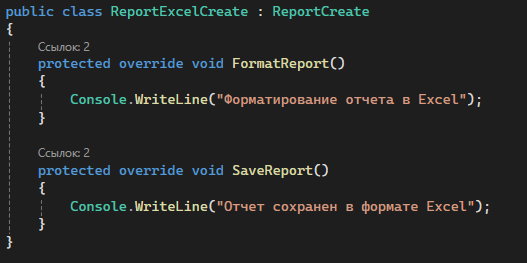 public class ReportExcelCreate : ReportCreate
{
Ссылок: 2
protected override void FormatReport()
{
Console.WriteLine("Форматирование отчета в Excel");
}
Ссылок: 2
protected override void SaveReport()
{
Console.WriteLine("Отчет сохранен в формате Excel");
}
}